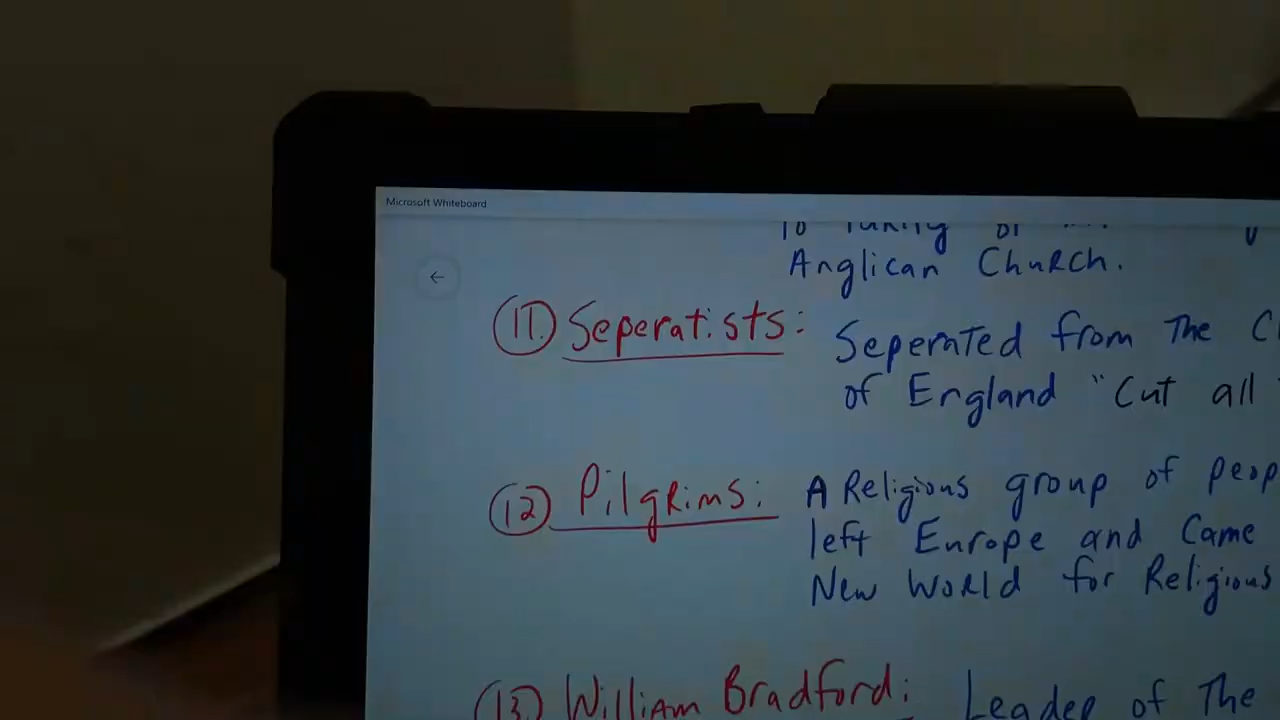 Microsoft Whiteboard
Anglican Church.
11. Seperatists: Seperated from The
of England "Cut all
12 Pilgrims: A Religious group of
left Europe and Came
New World for Religious
13. William Bradford: Leader of The